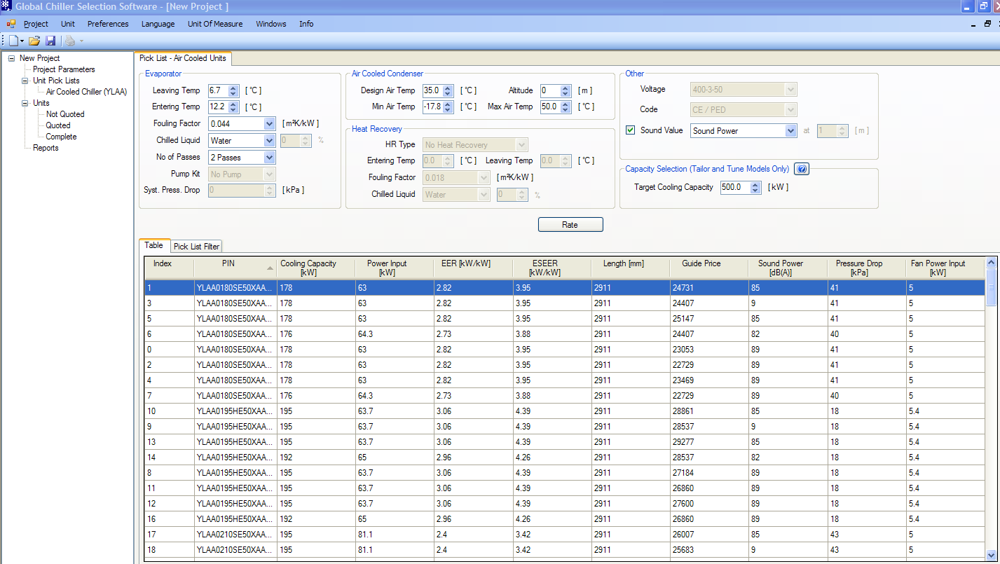 Global Chiller Selection Software - [New Project ]
Project Unit Preferences Language Unit Of Measure Windows Info
New Project
Project Parameters
Unit Pick Lists
Air Cooled Chiller (YLAA)
Units
Not Quoted
Quoted
Complete
Reports
Pick List - Air Cooled Units
Evaporator
Leaving Temp 6.7 [ °C ]
Entering Temp 12.2 [ °C ]
Fouling Factor 0.044 [ m²K/kW ]
Chilled Liquid Water 0 %
No of Passes 2 Passes
Pump Kit No Pump
Syst. Press. Drop 0 [ kPa ]
Air Cooled Condenser
Design Air Temp 35.0 [ °C ] Altitude 0 [ m ]
Min Air Temp -17.8 [ °C ] Max Air Temp 50.0 [ °C ]
Heat Recovery
HR Type No Heat Recovery
Entering Temp 0.0 [ °C ] Leaving Temp 0.0 [ °C ]
Fouling Factor 0.018 [ m²K/kW ]
Chilled Liquid Water 0 %
Other
Voltage 400-3-50
Code CE / PED
Sound Value Sound Power at 1 [ m ]
Capacity Selection (Tailor and Tune Models Only) ?
Target Cooling Capacity 500.0 [ kW ]
Rate
Table Pick List Filter
Index PIN Cooling Capacity [kW] Power Input [kW] EER [kW/kW] ESEER [kW/kW] Length [mm] Guide Price Sound Power [dB(A)] Pressure Drop [kPa] Fan Power Input [kW]
1 YLAA0180SE50XAA... 178 63 2.82 3.95 2911 24731 85 41 5
3 YLAA0180SE50XAA... 178 63 2.82 3.95 2911 24407 9 41 5
5 YLAA0180SE50XAA... 178 63 2.82 3.95 2911 25147 85 41 5
6 YLAA0180SE50XAA... 176 64.3 2.73 3.88 2911 24407 82 40 5
0 YLAA0180SE50XAA... 178 63 2.82 3.95 2911 23053 89 41 5
2 YLAA0180SE50XAA... 178 63 2.82 3.95 2911 22729 89 41 5
4 YLAA0180SE50XAA... 178 63 2.82 3.95 2911 23469 89 41 5
7 YLAA0180SE50XAA... 176 64.3 2.73 3.88 2911 22729 89 40 5
10 YLAA0195HE50XAA... 195 63.7 3.06 4.39 2911 28861 85 18 5.4
9 YLAA0195HE50XAA... 195 63.7 3.06 4.39 2911 28537 9 18 5.4
13 YLAA0195HE50XAA... 195 63.7 3.06 4.39 2911 29277 85 18 5.4
14 YLAA0195HE50XAA... 192 65 2.96 4.26 2911 28537 82 18 5.4
8 YLAA0195HE50XAA... 195 63.7 3.06 4.39 2911 27184 89 18 5.4
11 YLAA0195HE50XAA... 195 63.7 3.06 4.39 2911 26860 89 18 5.4
12 YLAA0195HE50XAA... 195 63.7 3.06 4.39 2911 27600 89 18 5.4
16 YLAA0195HE50XAA... 192 65 2.96 4.26 2911 26860 89 18 5.4
17 YLAA0210SE50XAA... 195 81.1 2.4 3.42 2911 26007 85 43 5
18 YLAA0210SE50XAA... 195 81.1 2.4 3.42 2911 25683 9 43 5